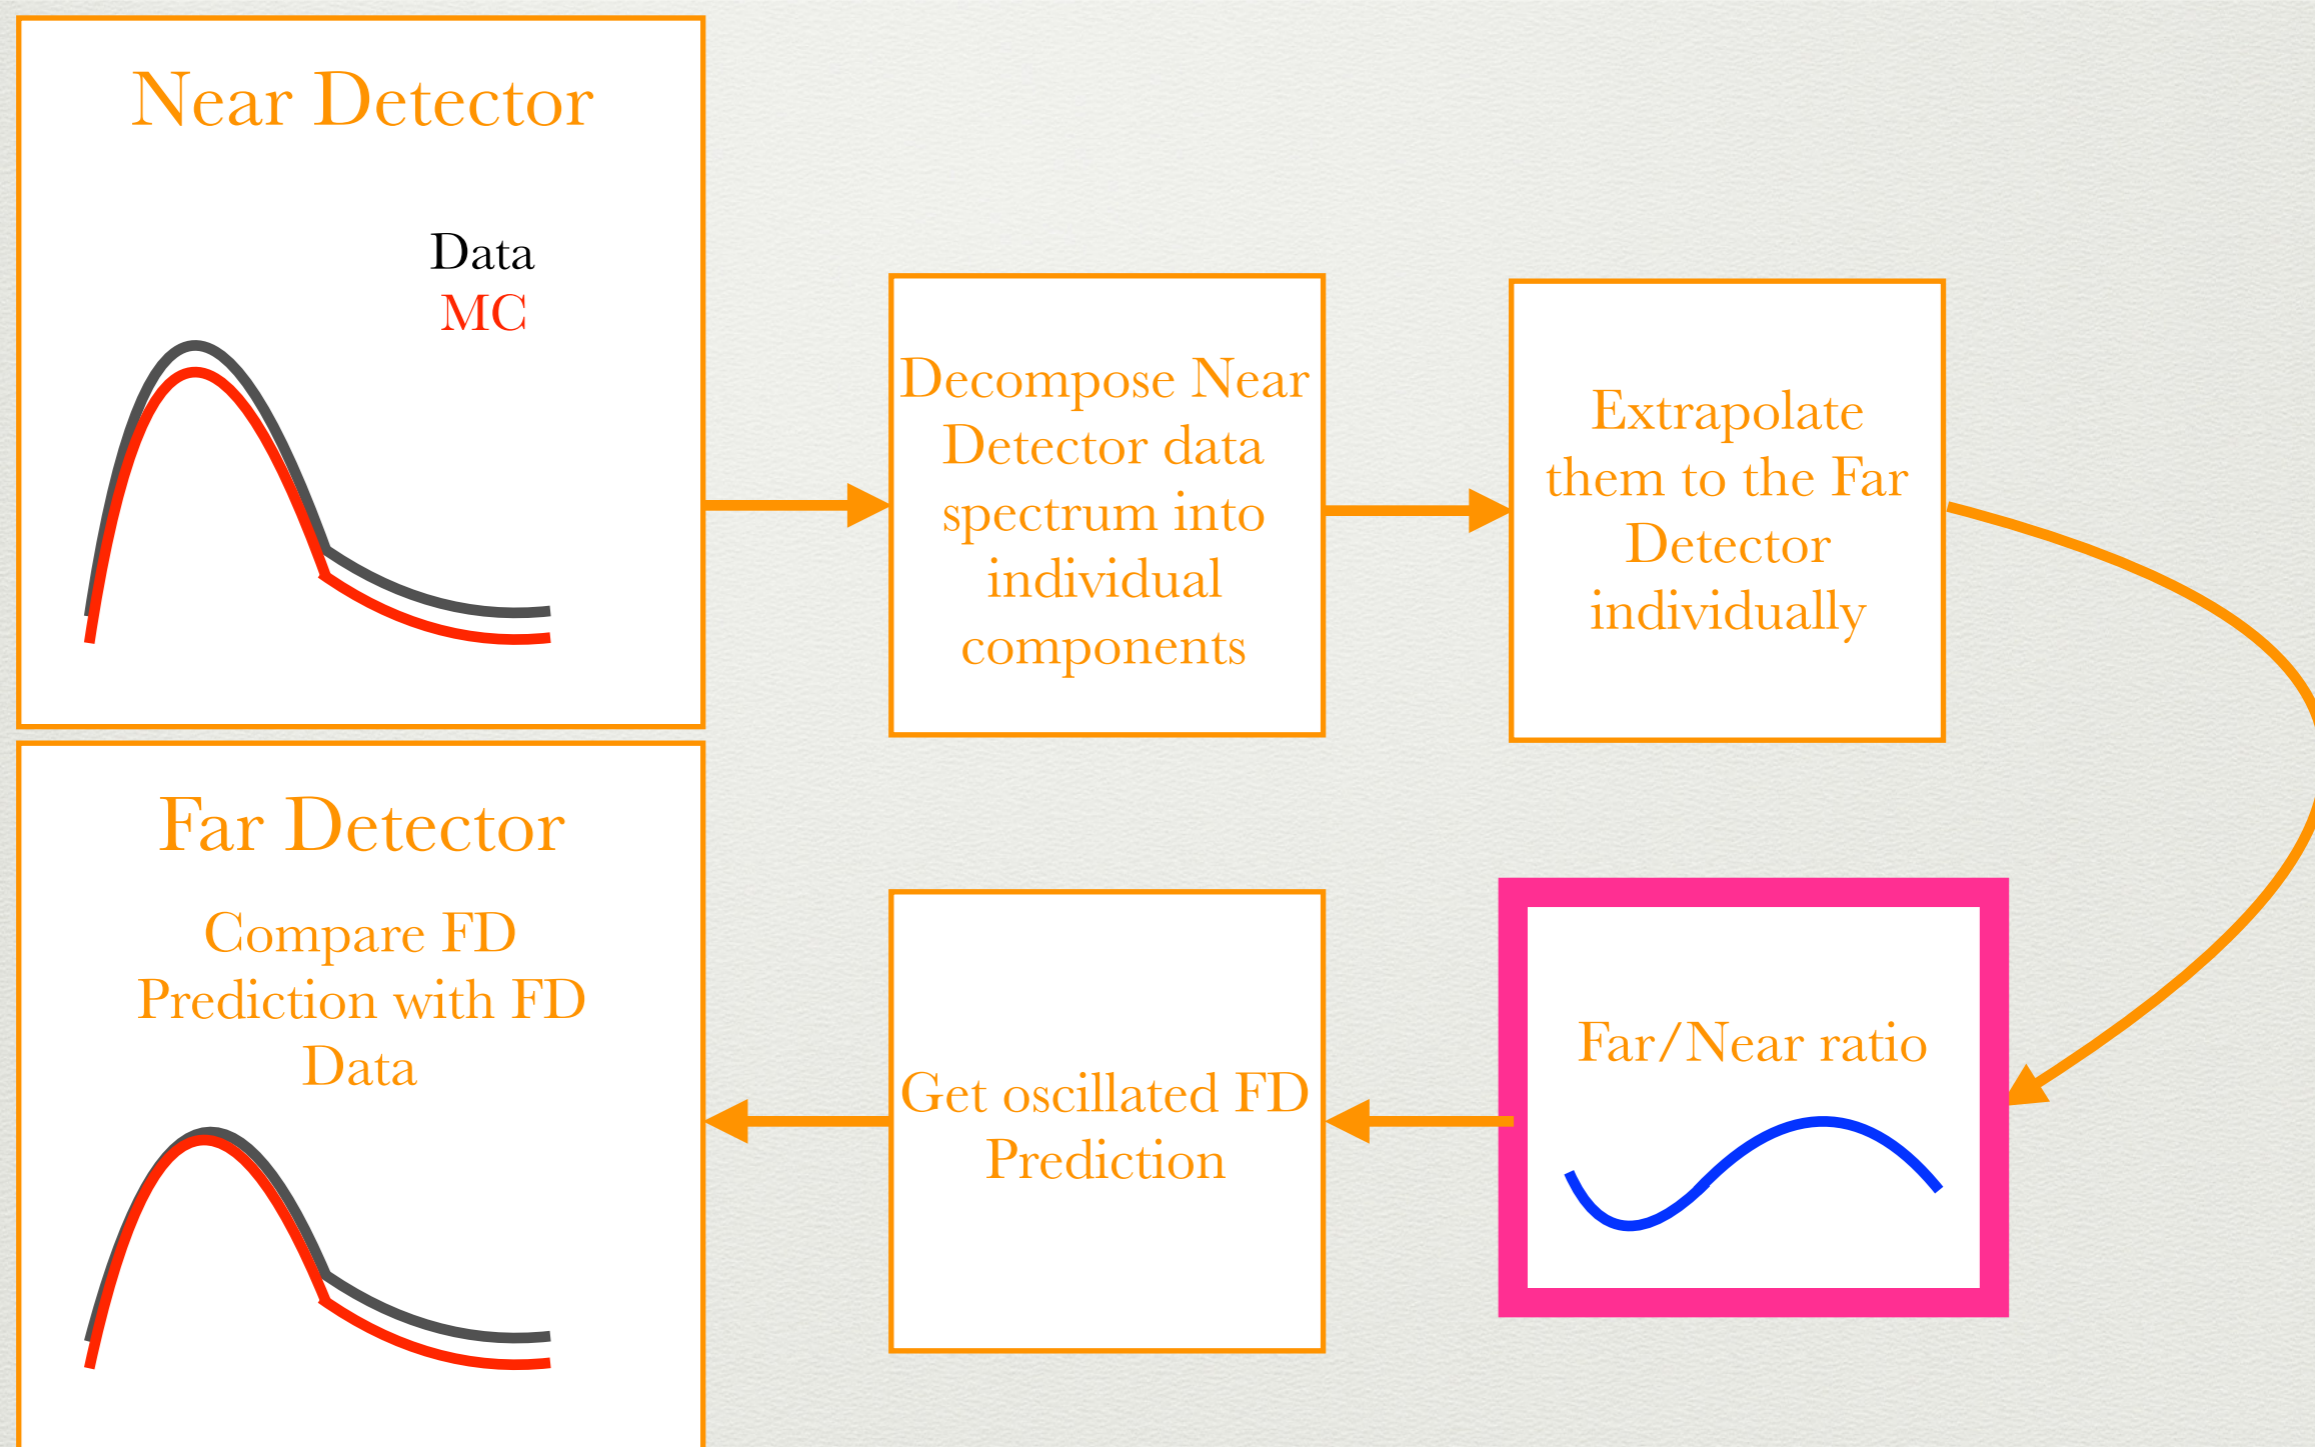 Near Detector
Data
MC
Decompose Near
Detector data
spectrum into
individual
components
Extrapolate
them to the Far
Detector
individually
Far/Near ratio
Get oscillated FD
Prediction
Far Detector
Compare FD
Prediction with FD
Data